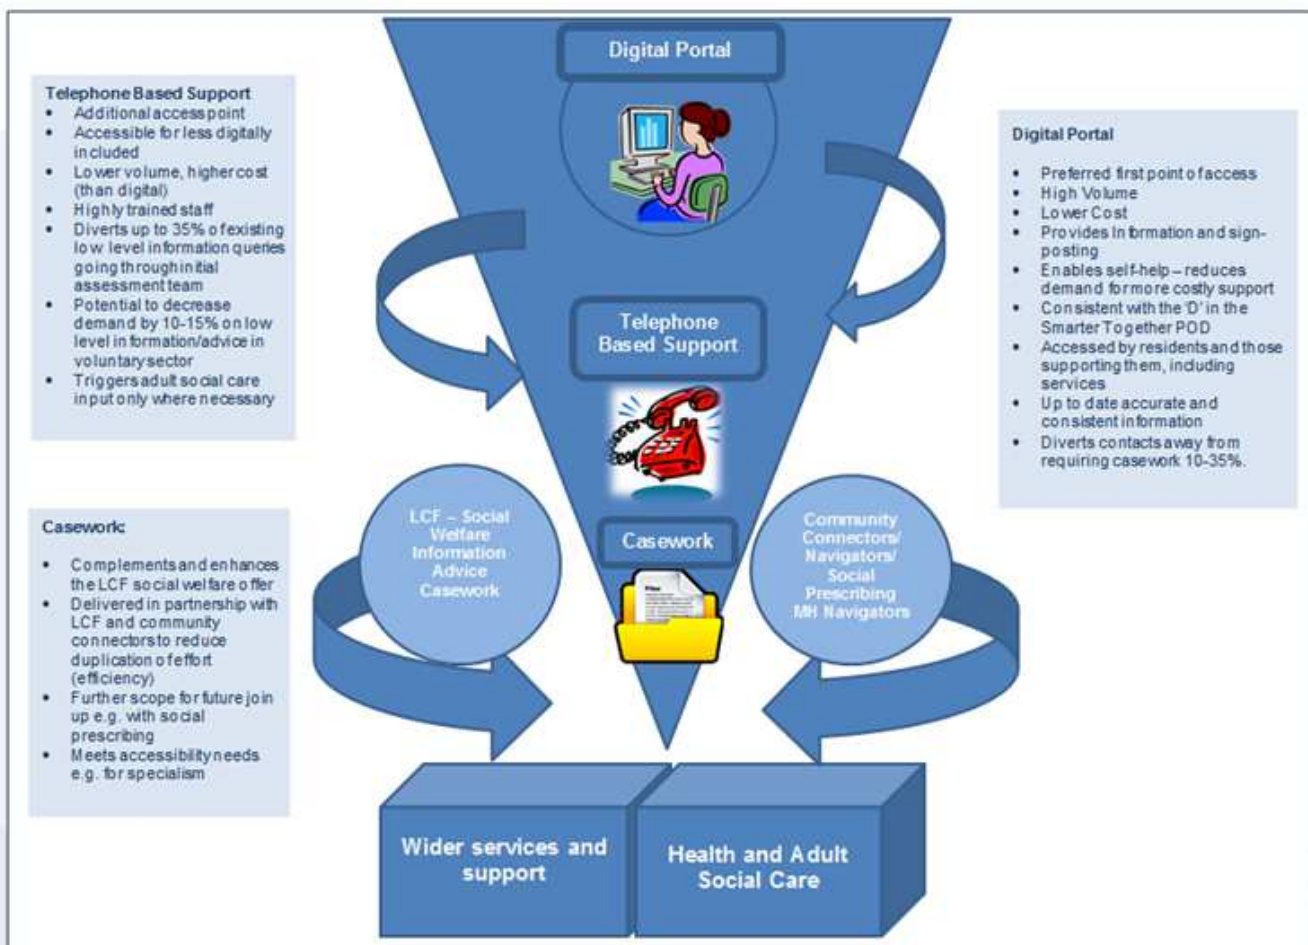 Digital Portal
Telephone Based Support
• Additional access point
• Accessible for less digitally
included
• Lower volume, higher cost
(than digital)
• Highly trained staff
• Diverts up to 35% of existing
low level information queries
going through initial
assessment team
• Potential to decrease
demand by 10-15% on low
level information/advice in
voluntary sector
• Triggers adult social care
input only where necessary
Digital Portal
• Preferred first point of access
• High Volume
• Lower Cost
• Provides Information and sign-
posting
• Enables self-help – reduces
demand for more costly support
• Consistent with the ‘D’ in the
Smarter Together POD
• Accessed by residents and those
supporting them, including
services
• Up to date accurate and
consistent information
• Diverts contacts away from
requiring casework 10-35%.
Telephone
Based Support
Casework:
• Complements and enhances
the LCF social welfare offer
• Delivered in partnership with
LCF and community
connectors to reduce
duplication of effort
(efficiency)
• Further scope for future join
up e.g. with social
prescribing
• Meets accessibility needs
e.g. for specialism
LCF – Social
Welfare
Information
Advice
Casework
Casework
Community
Connectors/
Navigators/
Social
Prescribing
MH Navigators
Wider services and
support
Health and Adult
Social Care